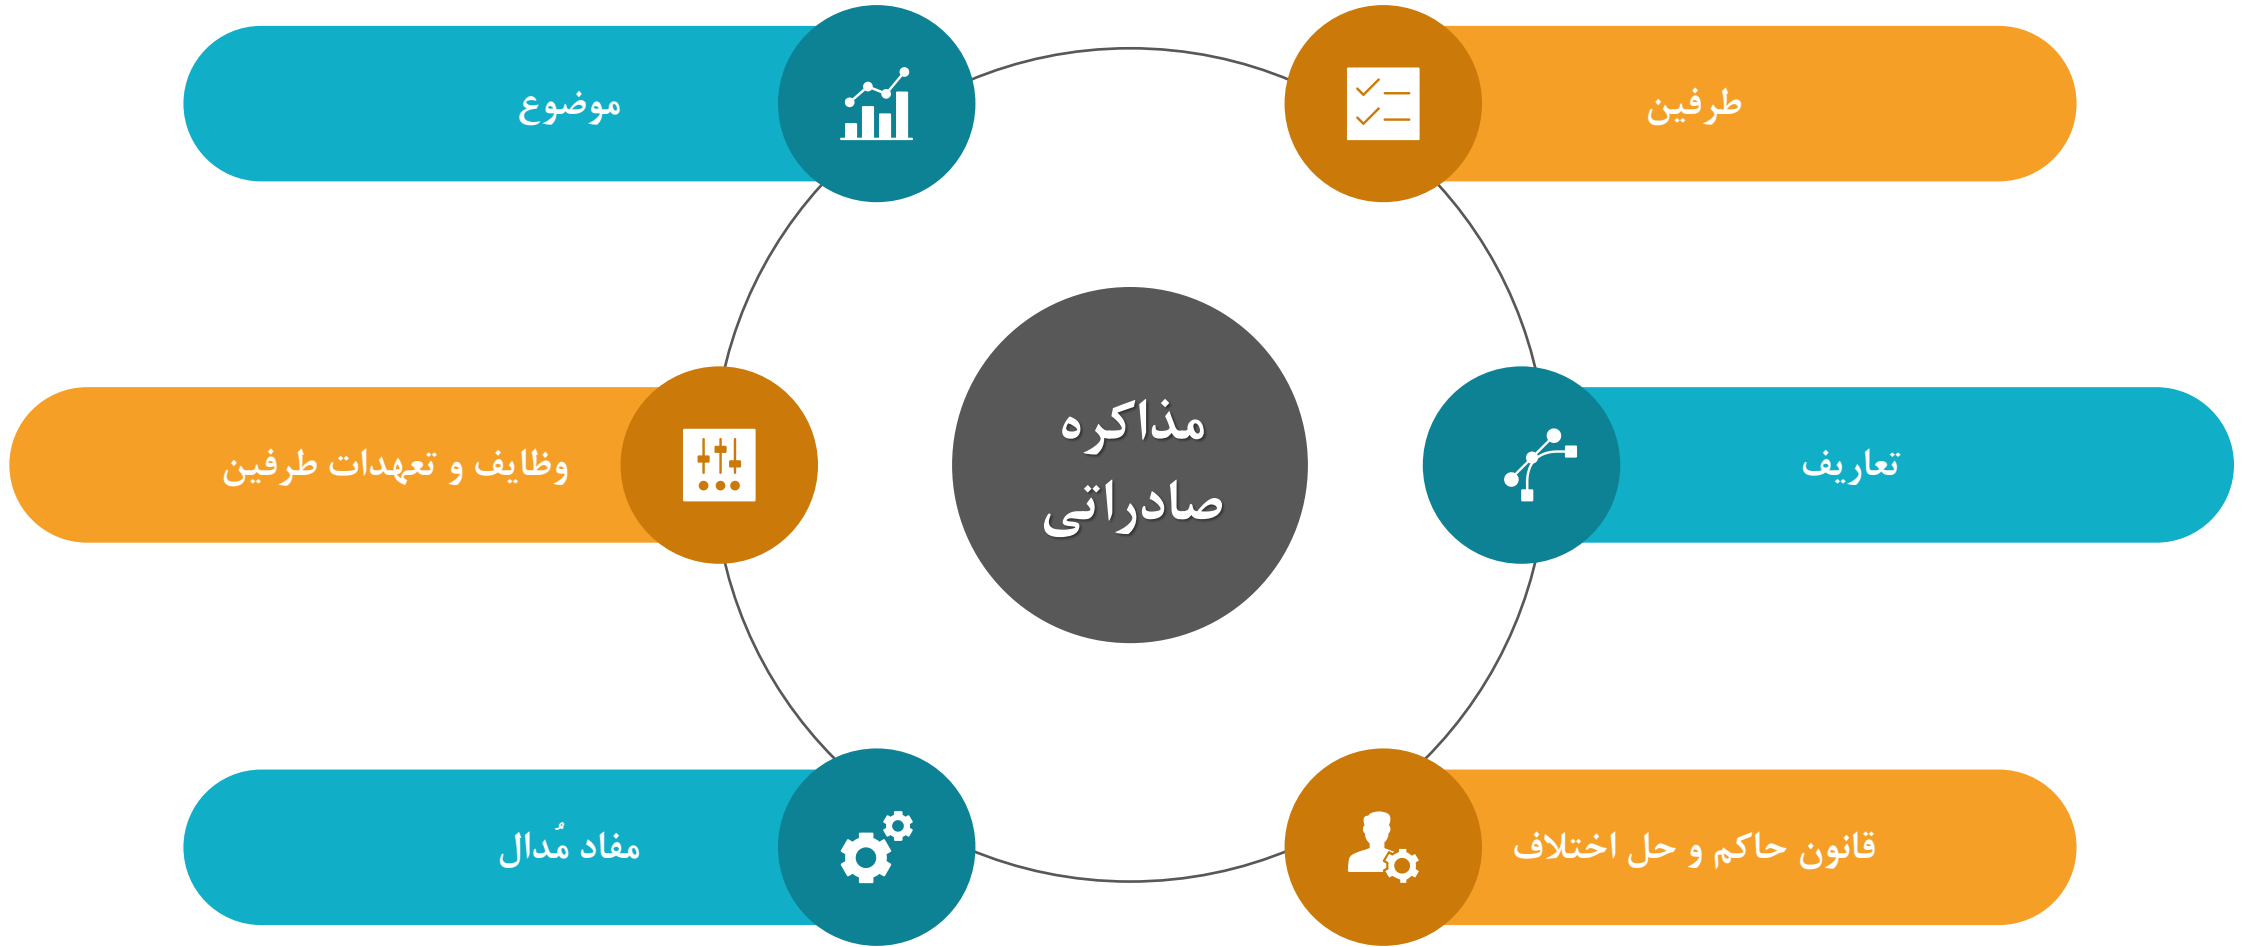 طرفین
موضوع
مذاکره
صادراتی
تعاریف
وظایف و تعهدات طرفین
قانون حاکم و حل اختلاف
مفاد مُدال